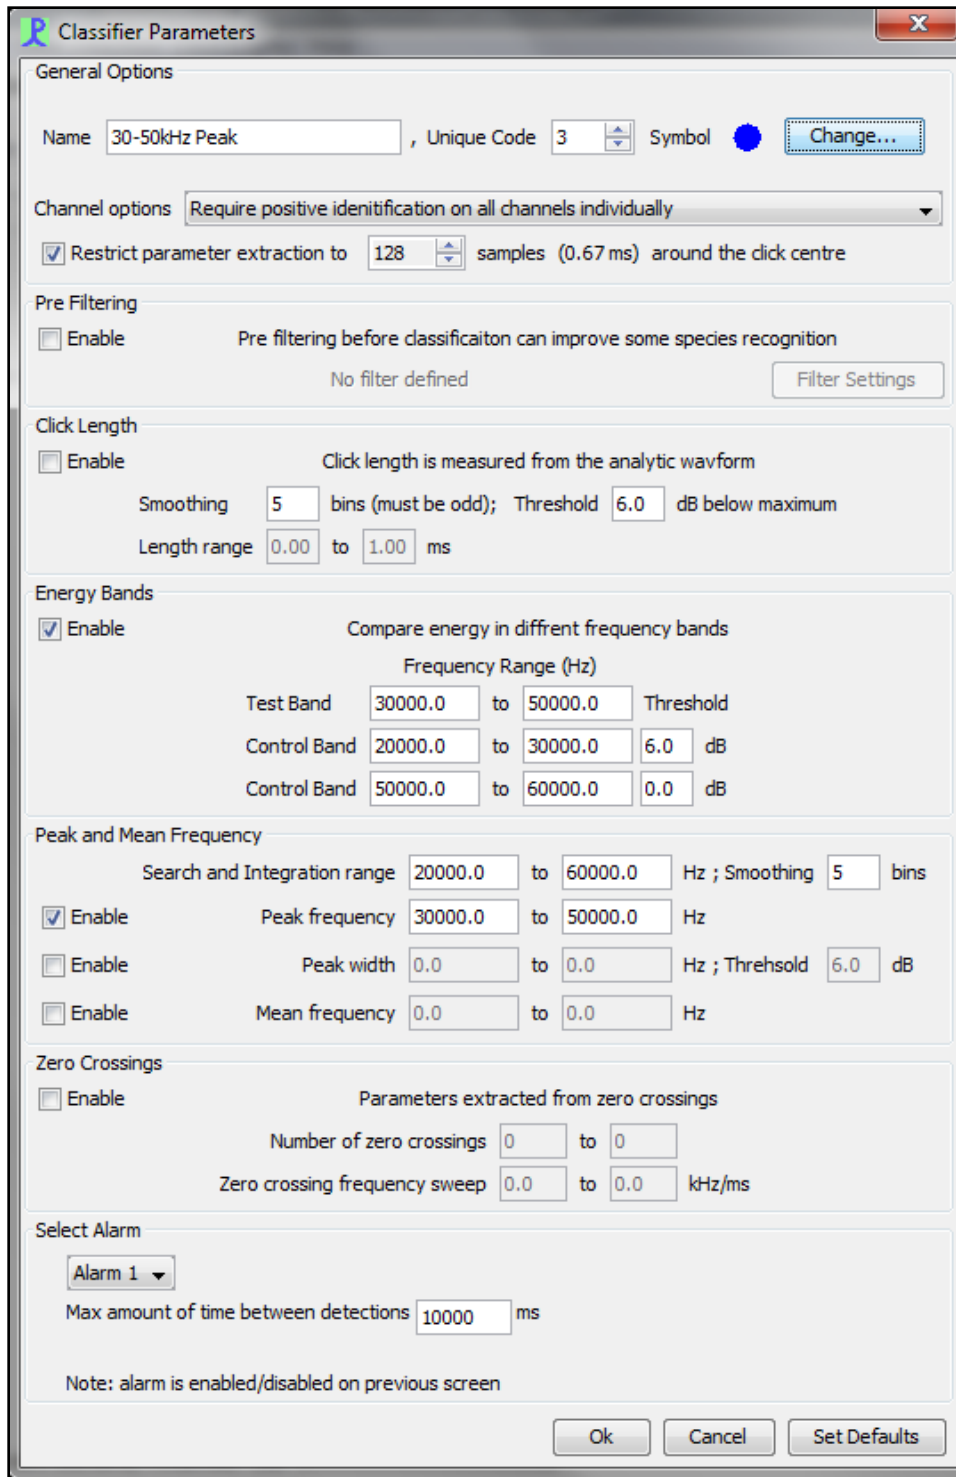 Classifier Parameters
General Options
Name 30-50kHz Peak , Unique Code 3 Symbol Change...
Channel options Require positive idenitification on all channels individually
Restrict parameter extraction to 128 samples (0.67 ms) around the click centre
Pre Filtering
Enable Pre filtering before classificaiton can improve some species recognition
No filter defined Filter Settings
Click Length
Enable Click length is measured from the analytic wavform
Smoothing 5 bins (must be odd); Threshold 6.0 dB below maximum
Length range 0.00 to 1.00 ms
Energy Bands
Enable Compare energy in diffrent frequency bands
Frequency Range (Hz)
Test Band 30000.0 to 50000.0 Threshold
Control Band 20000.0 to 30000.0 6.0 dB
Control Band 50000.0 to 60000.0 0.0 dB
Peak and Mean Frequency
Search and Integration range 20000.0 to 60000.0 Hz ; Smoothing 5 bins
Enable Peak frequency 30000.0 to 50000.0 Hz
Enable Peak width 0.0 to 0.0 Hz ; Threhsold 6.0 dB
Enable Mean frequency 0.0 to 0.0 Hz
Zero Crossings
Enable Parameters extracted from zero crossings
Number of zero crossings 0 to 0
Zero crossing frequency sweep 0.0 to 0.0 kHz/ms
Select Alarm
Alarm 1
Max amount of time between detections 10000 ms
Note: alarm is enabled/disabled on previous screen
Ok Cancel Set Defaults